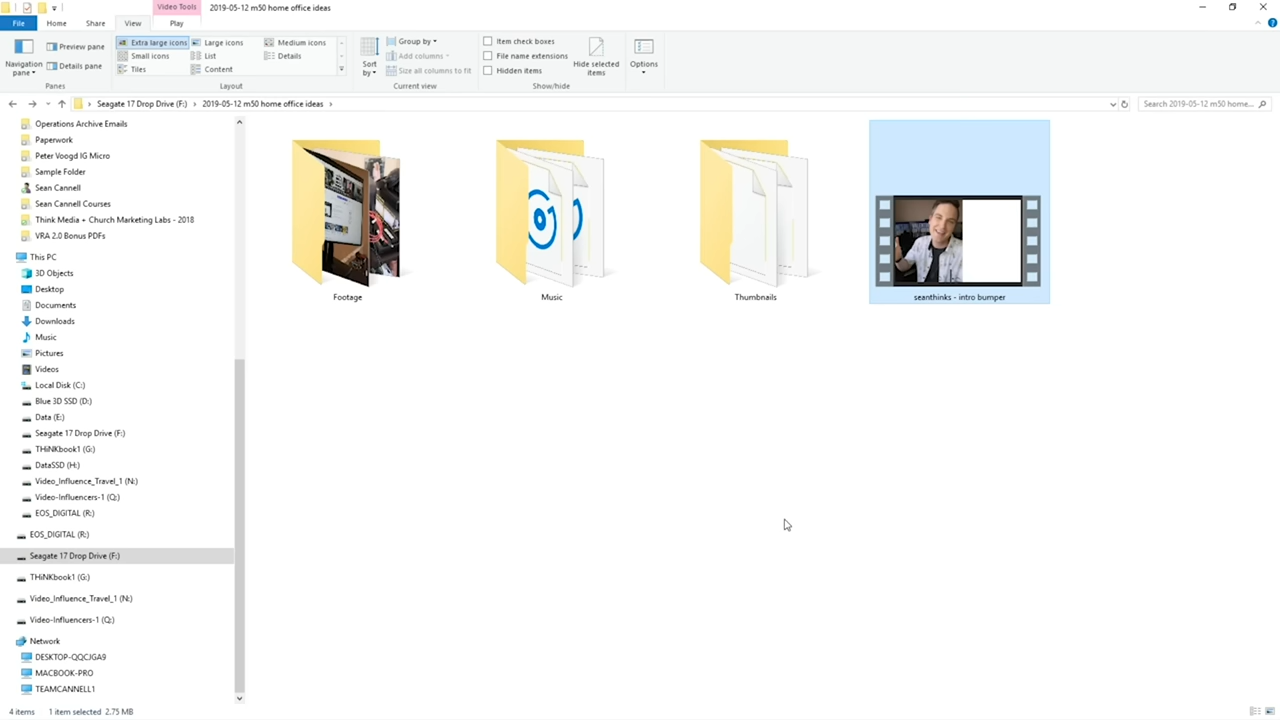 Video Tools
2019-05-12 m50 home office ideas
File
Home
Share
View
Play
Navigation
pane
Preview pane
Details pane
Panes
Extra large icons
Large icons
Medium icons
Small icons
List
Details
Tiles
Content
Layout
Sort
by
Group by
Add columns
Size all columns to fit
Current view
Item check boxes
File name extensions
Hidden items
Hide selected
items
Show/hide
Options
Seagate 17 Drop Drive (F:)
2019-05-12 m50 home office ideas
Search 2019-05-12 m50 home...
Operations Archive Emails
Paperwork
Peter Voogd IG Micro
Sample Folder
Sean Cannell
Sean Cannell Courses
Think Media + Church Marketing Labs - 2018
VRA 2.0 Bonus PDFs
This PC
3D Objects
Desktop
Documents
Downloads
Music
Pictures
Videos
Local Disk (C:)
Blue 3D SSD (D:)
Data (E:)
Seagate 17 Drop Drive (F:)
THiNKbook1 (G:)
DataSSD (H:)
Video_Influence_Travel_1 (N:)
Video-Influencers-1 (Q:)
EOS_DIGITAL (R:)
EOS_DIGITAL (R:)
Seagate 17 Drop Drive (F:)
THiNKbook1 (G:)
Video_Influence_Travel_1 (N:)
Video-Influencers-1 (Q:)
Network
DESKTOP-QQCJGA9
MACBOOK-PRO
TEAMCANNELL1
Footage
Music
Thumbnails
seanthinks - intro bumper
4 items
1 item selected 2.75 MB